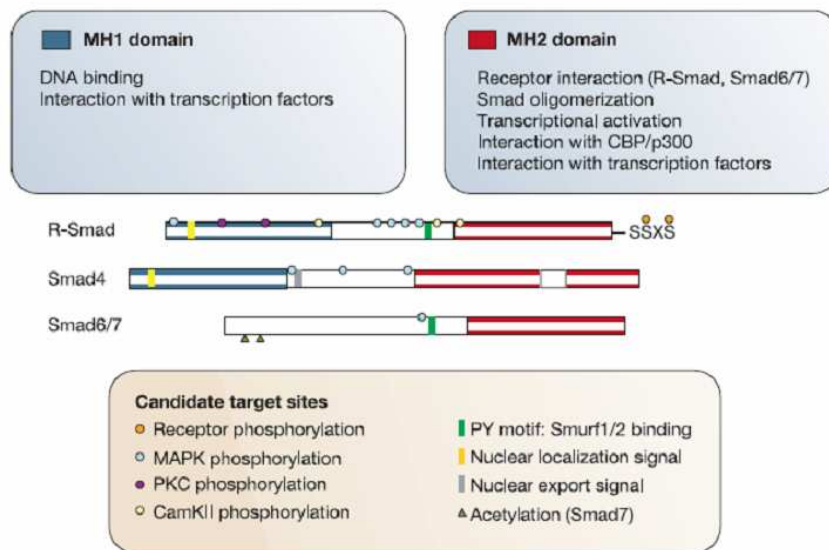 MH1 domain
DNA binding
Interaction with transcription factors
MH2 domain
Receptor interaction (R-Smad, Smad6/7)
Smad oligomerization
Transcriptional activation
Interaction with CBP/p300
Interaction with transcription factors
R-Smad
SSXS
Smad4
Smad6/7
Candidate target sites
Receptor phosphorylation
MAPK phosphorylation
PKC phosphorylation
CamKII phosphorylation
PY motif: Smurf1/2 binding
Nuclear localization signal
Nuclear export signal
Acetylation (Smad7)